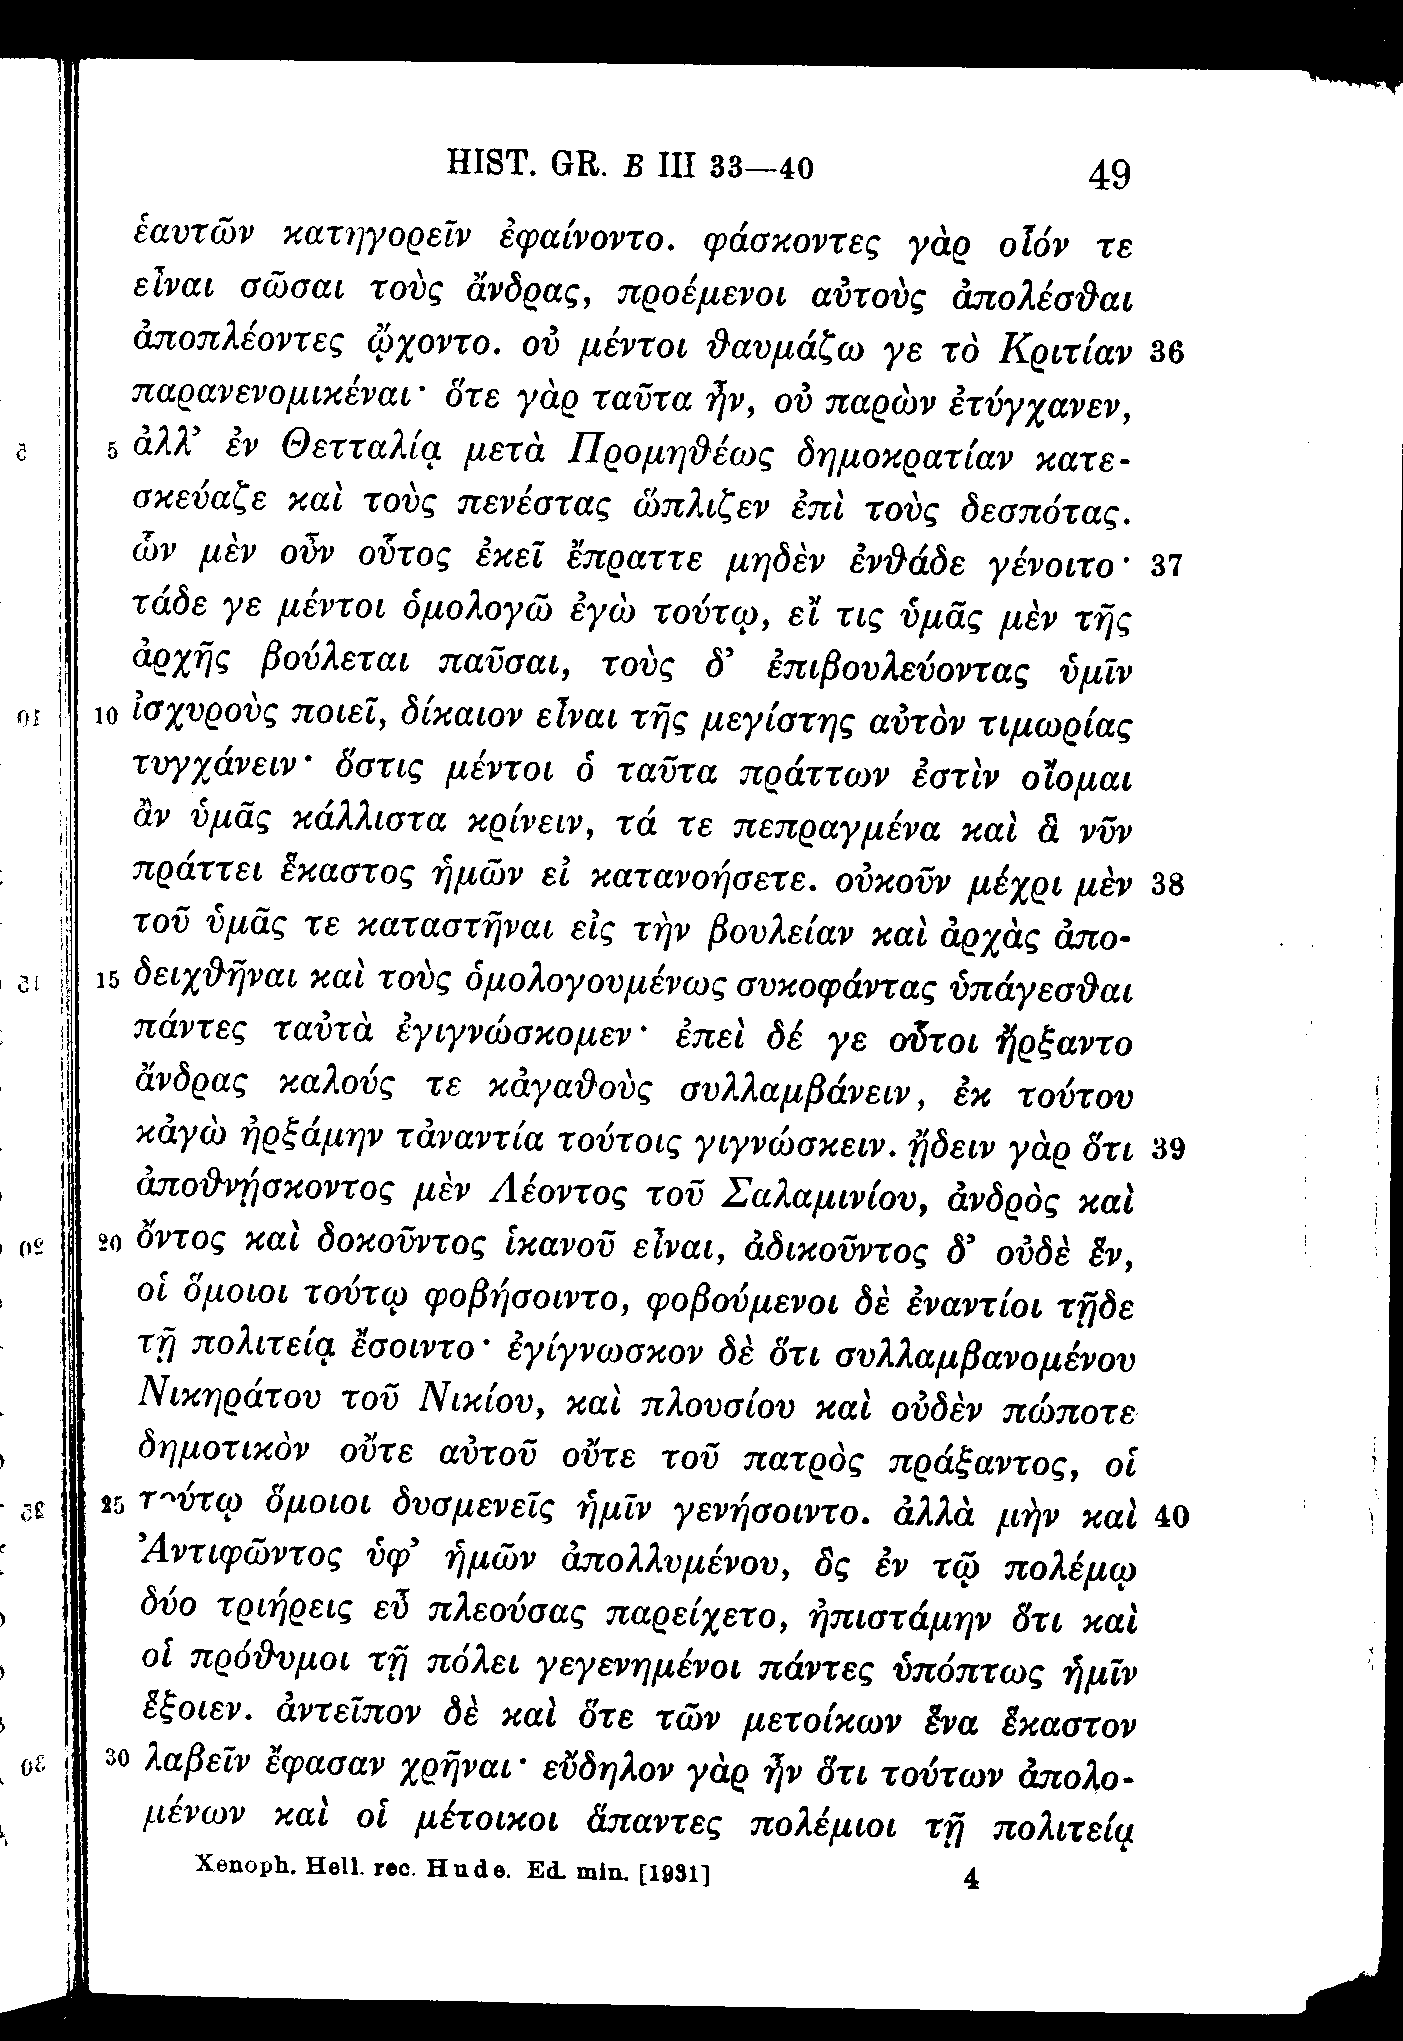 HIST. GR. B III 33—40 49
ἑαυτῶν κατηγορεῖν ἐφαίνοντο. φάσκοντες γὰρ οἷόν τε
εἶναι σῶσαι τοὺς ἄνδρας, προέμενοι αὐτοὺς ἀπολέσθαι
ἀποπλέοντες ᾤχοντο. οὐ μέντοι θαυμάζω γε τὸ Κριτίαν 36
παρανενομικέναι· ὅτε γὰρ ταῦτα ἦν, οὐ παρὼν ἐτύγχανεν,
5 ἀλλ’ ἐν Θετταλίᾳ μετὰ Προμηθέως δημοκρατίαν κατε-
σκεύαζε καὶ τοὺς πενέστας ὥπλιζεν ἐπὶ τοὺς δεσπότας.
ὧν μὲν οὖν οὗτος ἐκεῖ ἔπραττε μηδὲν ἐνθάδε γένοιτο· 37
τάδε γε μέντοι ὁμολογῶ ἐγὼ τούτῳ, εἴ τις ὑμᾶς μὲν τῆς
ἀρχῆς βούλεται παῦσαι, τοὺς δ’ ἐπιβουλεύοντας ὑμῖν
10 ἰσχυροὺς ποιεῖ, δίκαιον εἶναι τῆς μεγίστης αὐτὸν τιμωρίας
τυγχάνειν· ὅστις μέντοι ὁ ταῦτα πράττων ἐστὶν οἴομαι
ἂν ὑμᾶς κάλλιστα κρίνειν, τά τε πεπραγμένα καὶ ἃ νῦν
πράττει ἕκαστος ἡμῶν εἰ κατανοήσετε. οὐκοῦν μέχρι μὲν 38
τοῦ ὑμᾶς τε καταστῆναι εἰς τὴν βουλείαν καὶ ἀρχὰς ἀπο-
15 δειχθῆναι καὶ τοὺς ὁμολογουμένως συκοφάντας ὑπάγεσθαι
πάντες ταὐτὰ ἐγιγνώσκομεν· ἐπεὶ δέ γε οὗτοι ἤρξαντο
ἄνδρας καλούς τε κἀγαθοὺς συλλαμβάνειν, ἐκ τούτου
κἀγὼ ἠρξάμην τἀναντία τούτοις γιγνώσκειν. ᾔδειν γὰρ ὅτι 39
ἀποθνῄσκοντος μὲν Λέοντος τοῦ Σαλαμινίου, ἀνδρὸς καὶ
20 ὄντος καὶ δοκοῦντος ἱκανοῦ εἶναι, ἀδικοῦντος δ’ οὐδὲ ἕν,
οἱ ὅμοιοι τούτῳ φοβήσοιντο, φοβούμενοι δὲ ἐναντίοι τῇδε
τῇ πολιτείᾳ ἔσοιντο· ἐγίγνωσκον δὲ ὅτι συλλαμβανομένου
Νικηράτου τοῦ Νικίου, καὶ πλουσίου καὶ οὐδὲν πώποτε
δημοτικὸν οὔτε αὐτοῦ οὔτε τοῦ πατρὸς πράξαντος, οἱ
25 τούτῳ ὅμοιοι δυσμενεῖς ἡμῖν γενήσοιντο. ἀλλὰ μὴν καὶ 40
Ἀντιφῶντος ὑφ’ ἡμῶν ἀπολλυμένου, ὃς ἐν τῷ πολέμῳ
δύο τριήρεις εὖ πλεούσας παρείχετο, ἠπιστάμην ὅτι καὶ
οἱ πρόθυμοι τῇ πόλει γεγενημένοι πάντες ὑπόπτως ἡμῖν
ἕξοιεν. ἀντεῖπον δὲ καὶ ὅτε τῶν μετοίκων ἕνα ἕκαστον
30 λαβεῖν ἔφασαν χρῆναι· εὔδηλον γὰρ ἦν ὅτι τούτων ἀπολο-
μένων καὶ οἱ μέτοικοι ἅπαντες πολέμιοι τῇ πολιτείᾳ
Xenoph. Hell. rec. Hude. Ed. min. [1931] 4